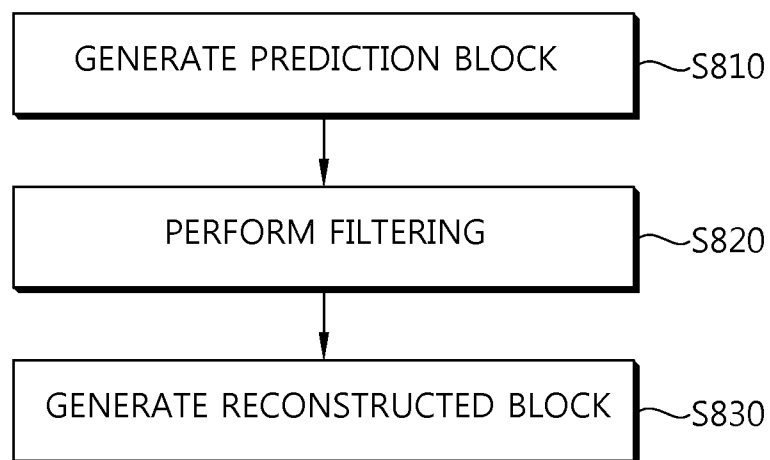 GENERATE PREDICTION BLOCK
S810
PERFORM FILTERING
S820
GENERATE RECONSTRUCTED BLOCK
S830